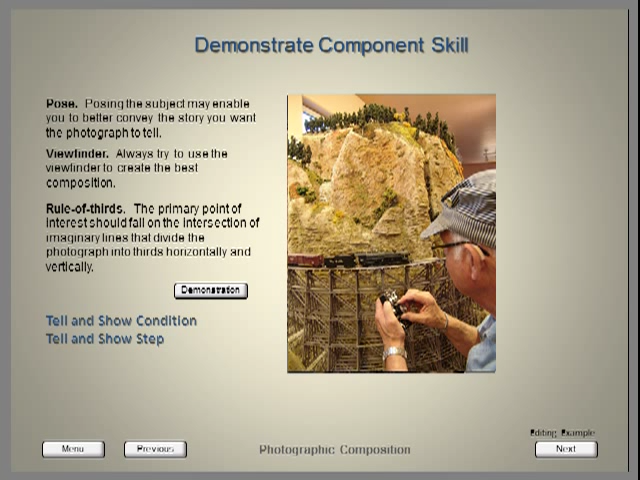 Demonstrate Component Skill
Pose. Posing the subject may enable
you to better convey the story you want
the photograph to tell.
Viewfinder. Always try to use the
viewfinder to create the best
composition.
Rule-of-thirds. The primary point of
interest should fall on the intersection of
imaginary lines that divide the
photograph into thirds horizontally and
vertically.
Demonstration
Tell and Show Condition
Tell and Show Step
Editing Example
Menu
Previous
Photographic Composition
Next